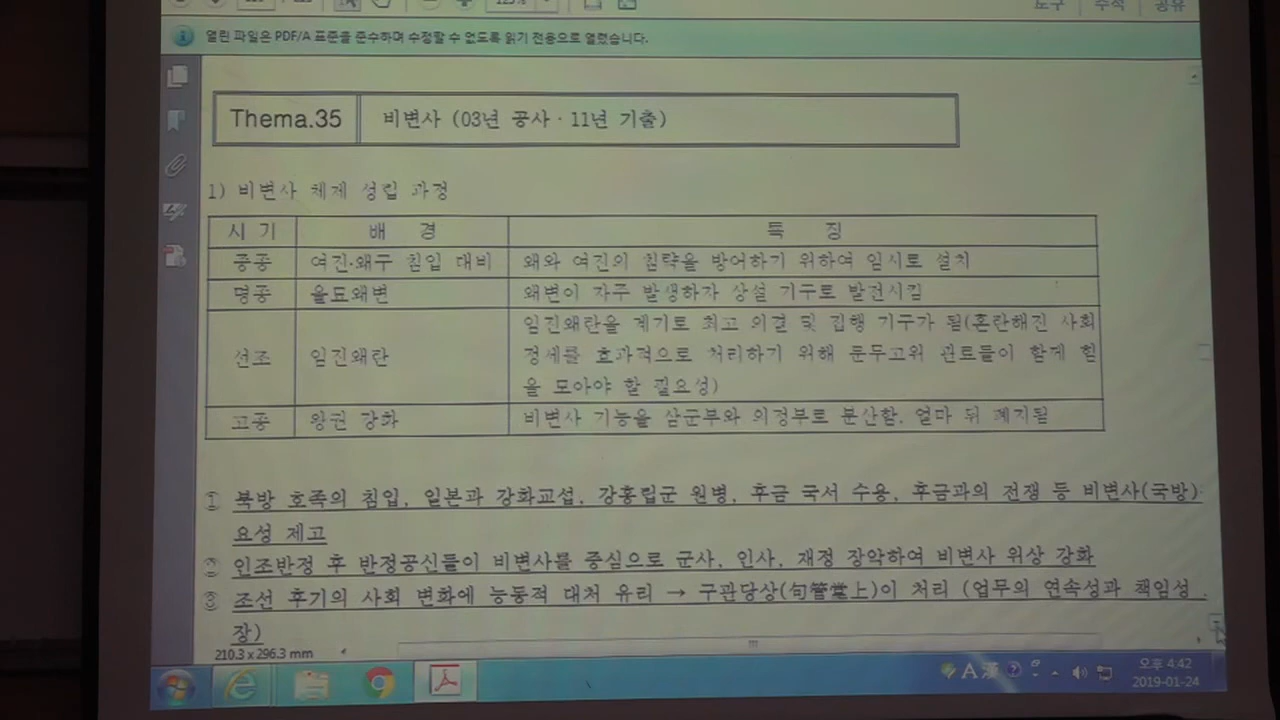 도구 주석 공유
열린 파일은 PDF/A 표준을 준수하며 수정할 수 없도록 읽기 전용으로 열렸습니다.
Thema.35 비변사 (03년 공사·11년 기출)
1) 비변사 체제 성립 과정
시 기 배 경 특 징
중종 여진·왜구 침입 대비 왜와 여진의 침략을 방어하기 위하여 임시로 설치
명종 을묘왜변 왜변이 자주 발생하자 상설 기구로 발전시킴
임진왜란을 계기로 최고 의결 및 집행 기구가 됨(혼란해진 사회
선조 임진왜란 정세를 효과적으로 처리하기 위해 문무고위 관료들이 함께 힘
을 모아야 할 필요성)
고종 왕권 강화 비변사 기능을 삼군부와 의정부로 분산함. 얼마 뒤 폐지됨
① 북방 호족의 침입, 일본과 강화교섭, 강홍립군 원병, 후금 국서 수용, 후금과의 전쟁 등 비변사(국방)
요성 제고
② 인조반정 후 반정공신들이 비변사를 중심으로 군사, 인사, 재정 장악하여 비변사 위상 강화
③ 조선 후기의 사회 변화에 능동적 대처 유리 → 구관당상(句管堂上)이 처리 (업무의 연속성과 책임성
장)
210.3 x 296.3 mm
A 漢 오후 4:42
2019-01-24